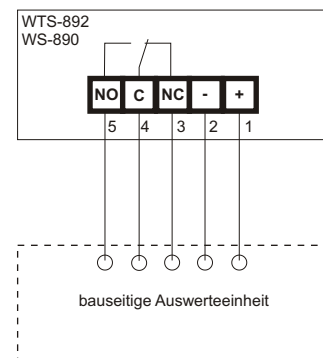 WTS-892
WS-890
NO C NC - +
5 4 3 2 1
bauseitige Auswerteeinheit